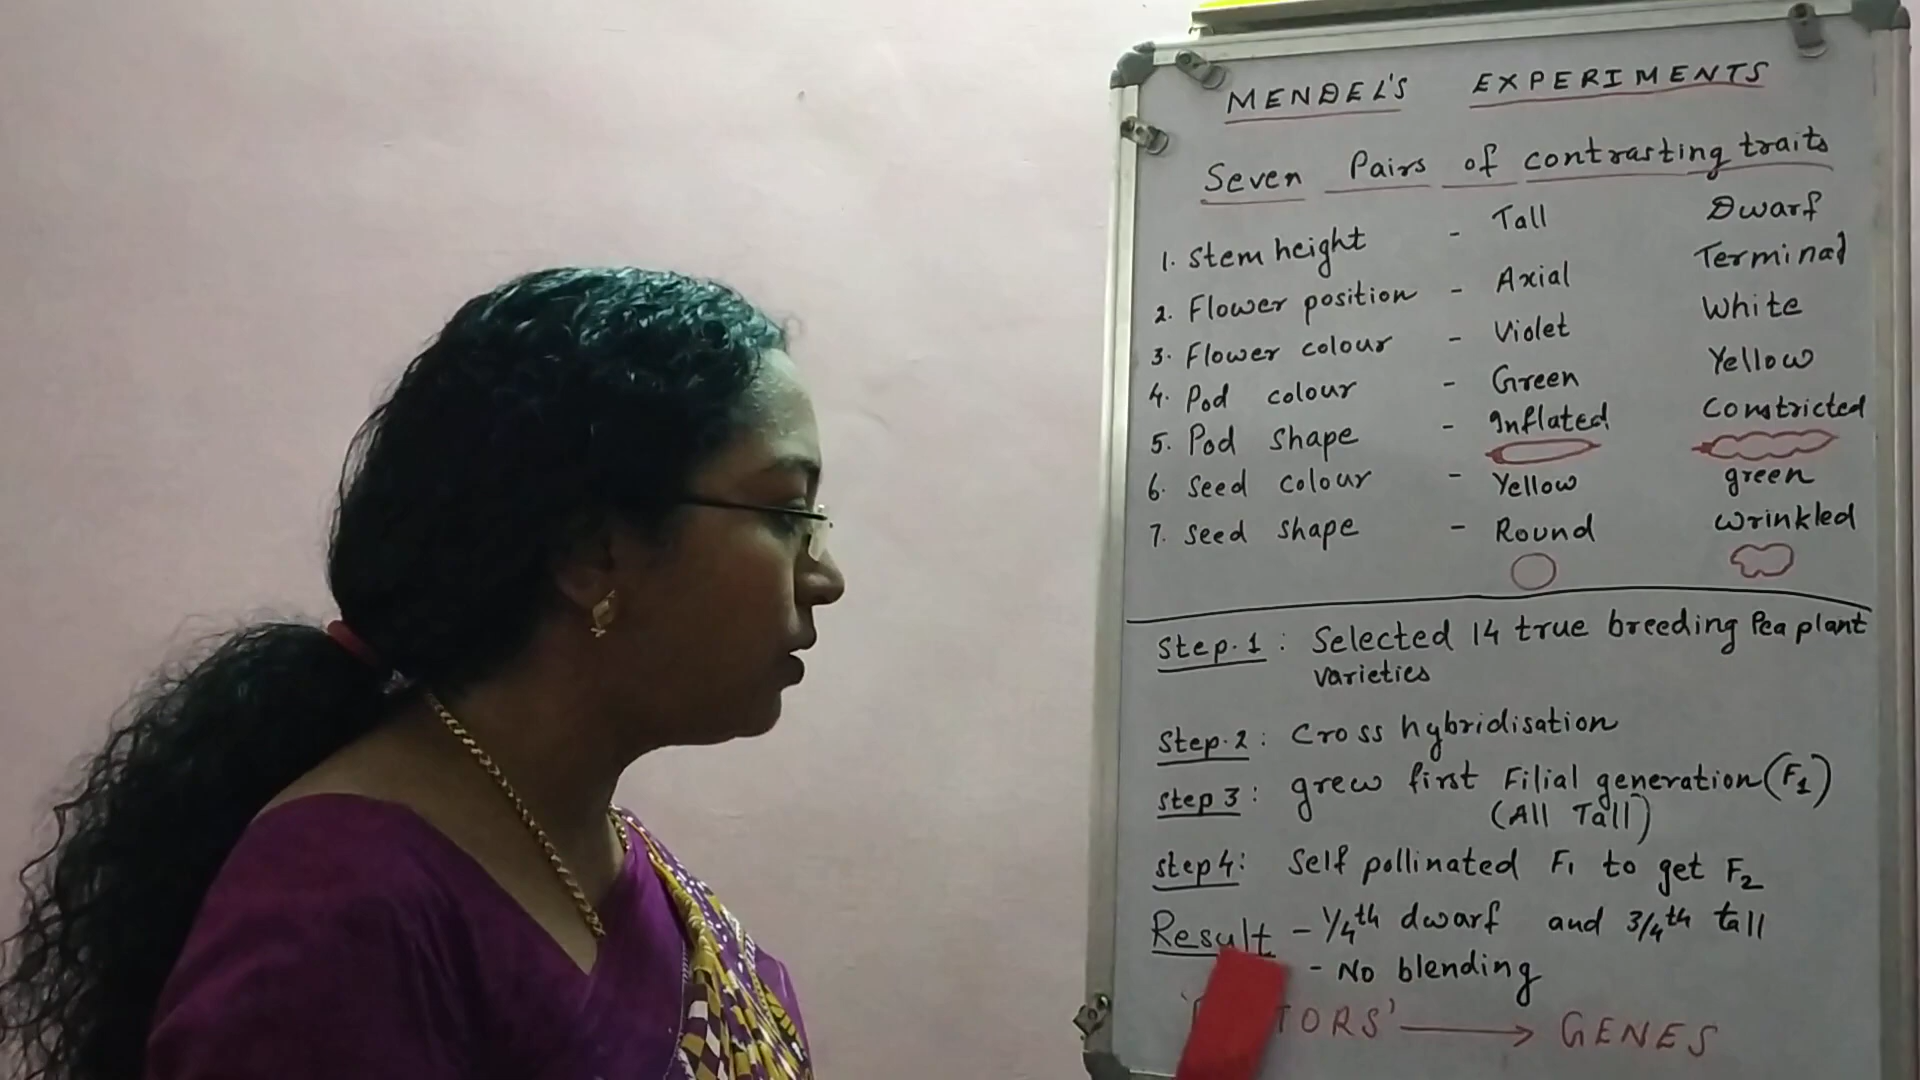 MENDEL'S EXPERIMENTS
Seven Pairs of contrasting traits
1. Stem height - Tall Dwarf
2. Flower position - Axial Terminal
3. Flower colour - Violet White
4. Pod colour - Green Yellow
5. Pod shape - Inflated Constricted
6. Seed colour - Yellow green
7. Seed shape - Round wrinkled
Step.1 : Selected 14 true breeding Pea plant
varieties
Step.2 : Cross hybridisation
Step 3 : grew first Filial generation (F1)
(All Tall)
Step 4: Self pollinated F1 to get F2
Result - 1/4th dwarf and 3/4th tall
- No blending
→ GENES